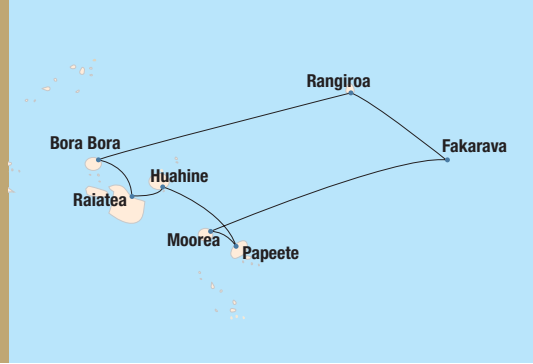 Rangiroa
Bora Bora
Fakarava
Huahine
Raiatea
Moorea
Papeete